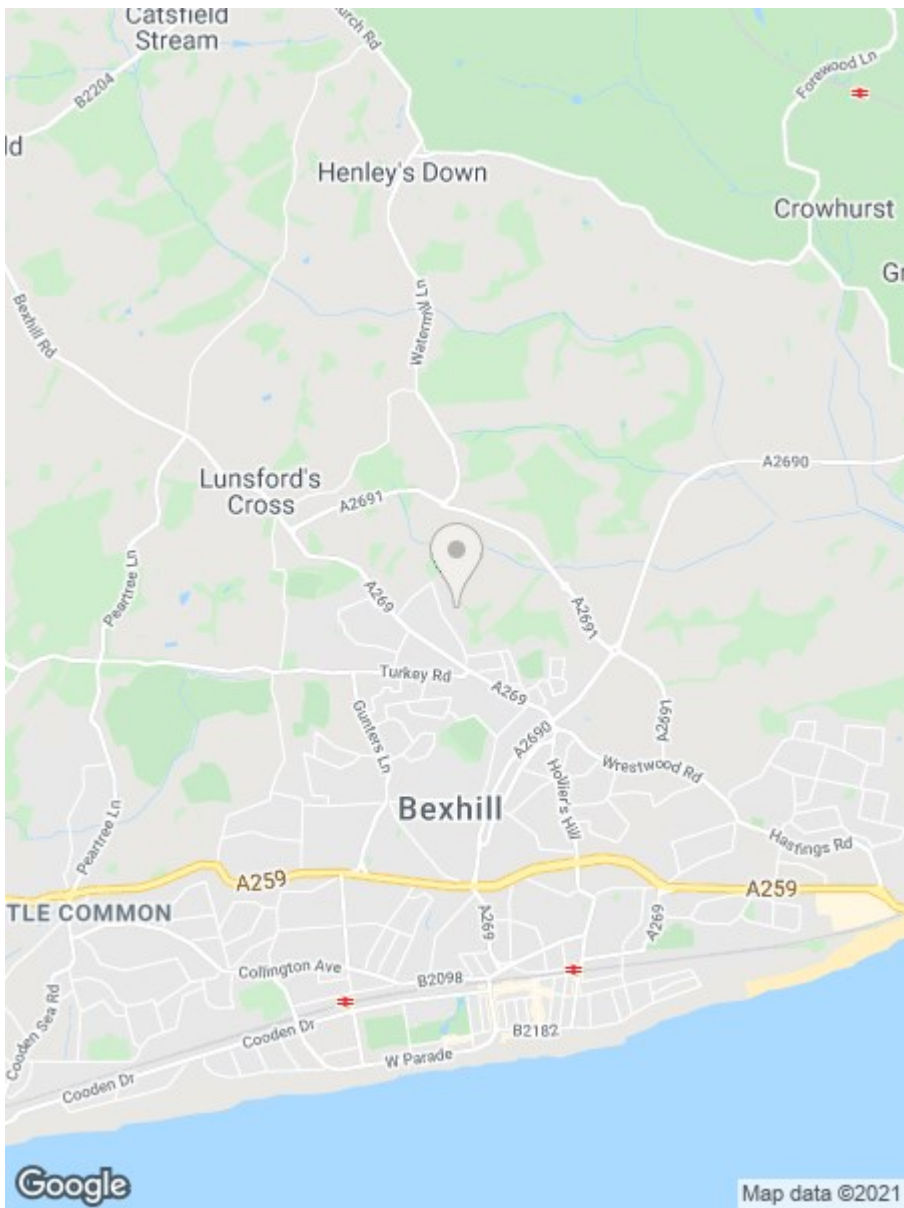 Catsfield
Stream
urch Rd
B2204
Forewood Ln
ld
Henley's Down
Crowhurst
Gr
Watermill Ln
Bexhill Rd
A2690
Lunsford's
Cross
A2691
Peartree Ln
A269
A2691
Turkey Rd
A269
Gunters Ln
A2690
A2691
Wrestwood Rd
Hollier's Hill
Bexhill
Peartree Ln
Hastings Rd
A259
A259
TLE COMMON
A269
A269
Collington Ave
B2098
Cooden Sea Rd
Cooden Dr
B2182
W Parade
Cooden Dr
Google
Map data ©2021